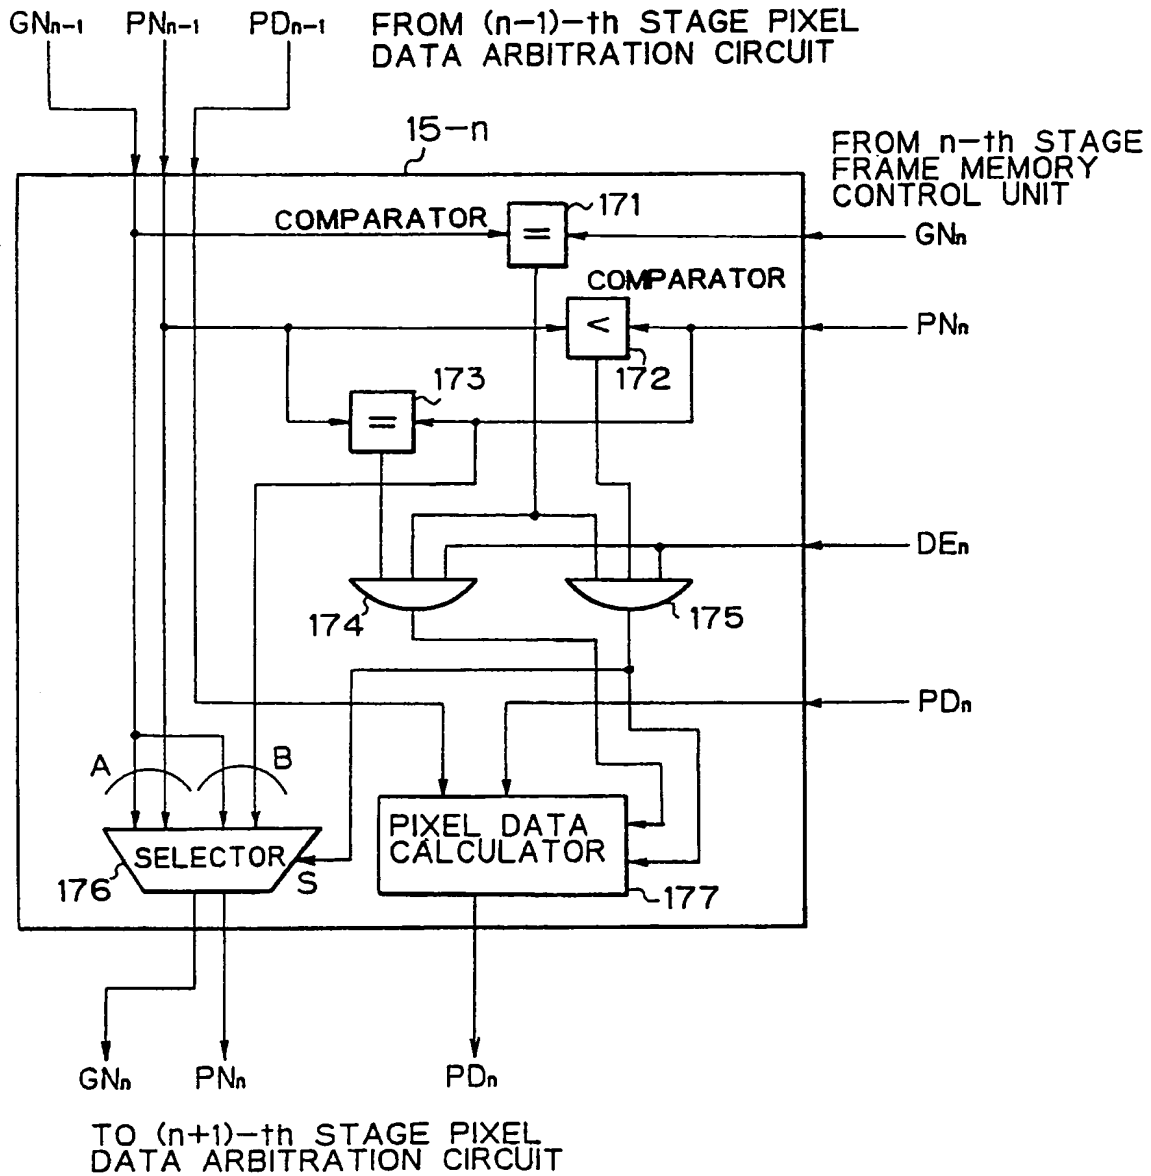 GNn-1 PNn-1 PDn-1 FROM (n-1)-th STAGE PIXEL
DATA ARBITRATION CIRCUIT
15-n
FROM n-th STAGE
FRAME MEMORY
CONTROL UNIT
COMPARATOR
=
171
GNn
COMPARATOR
<
172
PNn
173
=
DEn
174
175
PDn
A
B
SELECTOR
S
176
PIXEL DATA
CALCULATOR
177
GNn
PNn
PDn
TO (n+1)-th STAGE PIXEL
DATA ARBITRATION CIRCUIT